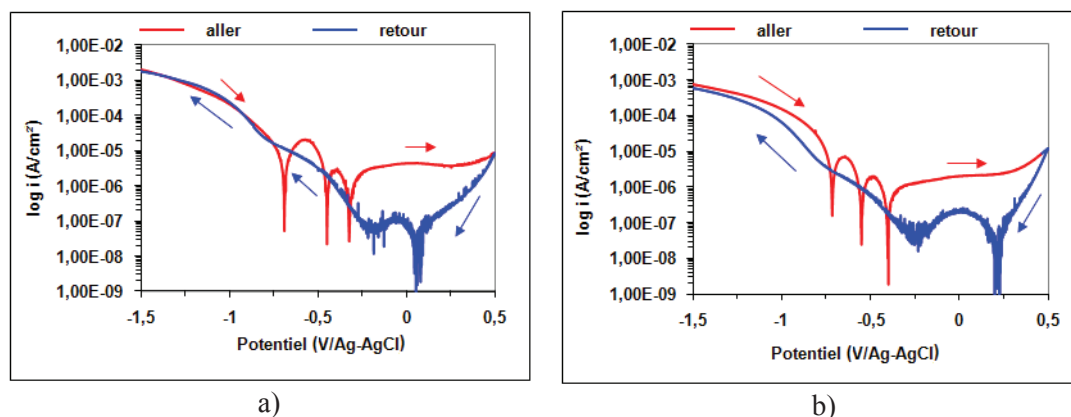 aller retour
1,00E-02
1,00E-03
1,00E-04
1,00E-05
1,00E-06
1,00E-07
1,00E-08
1,00E-09
log i (A/cm²)
-1,5 -1 -0,5 0 0,5
Potentiel (V/Ag-AgCl)
a)
aller retour
1,00E-02
1,00E-03
1,00E-04
1,00E-05
1,00E-06
1,00E-07
1,00E-08
1,00E-09
log i (A/cm²)
-1,5 -1 -0,5 0 0,5
Potentiel (V/Ag-AgCl)
b)